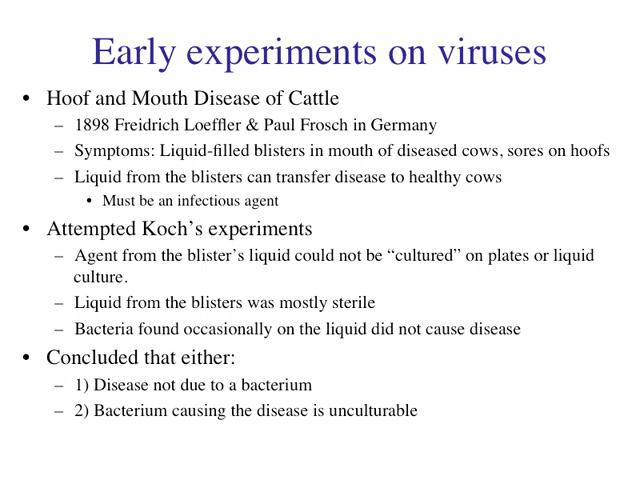 Early experiments on viruses
• Hoof and Mouth Disease of Cattle
– 1898 Freidrich Loeffler & Paul Frosch in Germany
– Symptoms: Liquid-filled blisters in mouth of diseased cows, sores on hoofs
– Liquid from the blisters can transfer disease to healthy cows
• Must be an infectious agent
• Attempted Koch’s experiments
– Agent from the blister’s liquid could not be “cultured” on plates or liquid
culture.
– Liquid from the blisters was mostly sterile
– Bacteria found occasionally on the liquid did not cause disease
• Concluded that either:
– 1) Disease not due to a bacterium
– 2) Bacterium causing the disease is unculturable